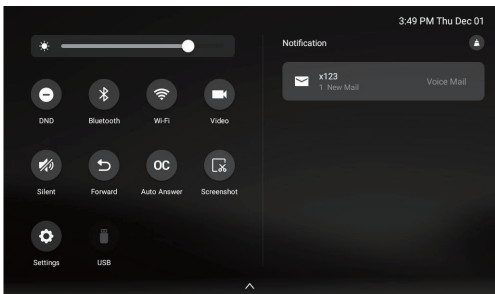 3:49 PM Thu Dec 01
Notification
x123
1 New Mail
Voice Mail
DND Bluetooth Wi-Fi Video
OC
Silent Forward Auto Answer Screenshot
Settings USB